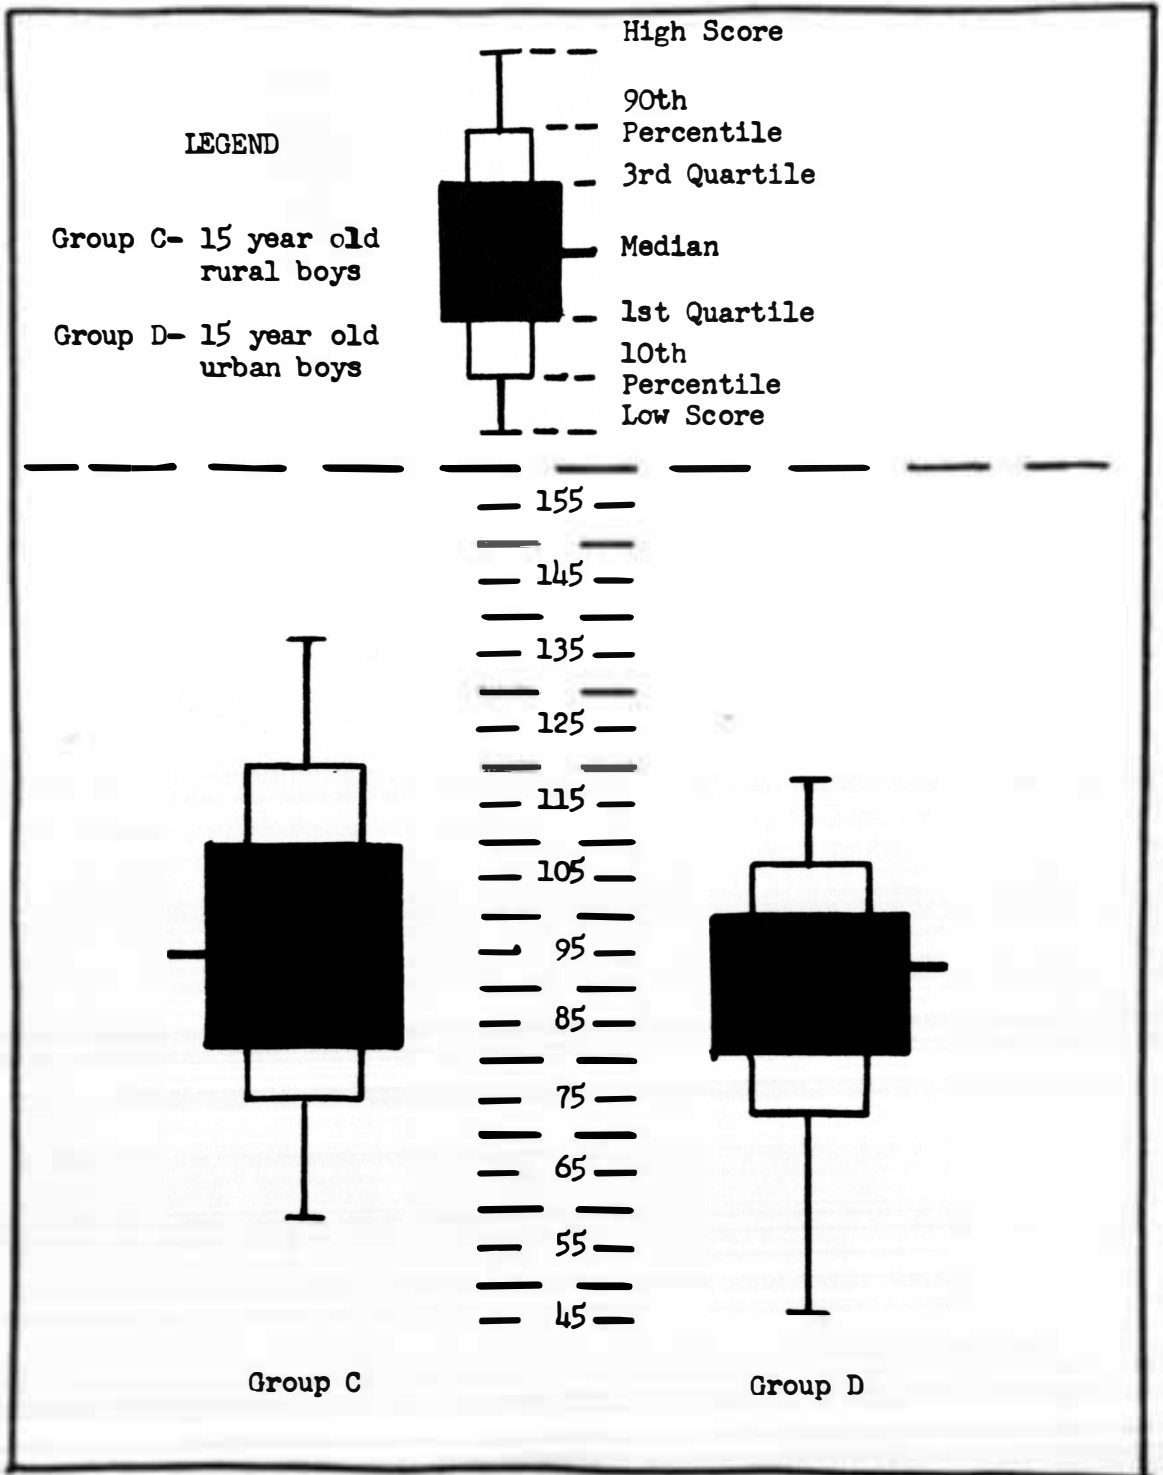 High Score
90th
Percentile
LEGEND
3rd Quartile
Group C- 15 year old
rural boys
Median
1st Quartile
Group D- 15 year old
urban boys
10th
Percentile
Low Score
155
145
135
125
115
105
95
85
75
65
55
45
Group C
Group D